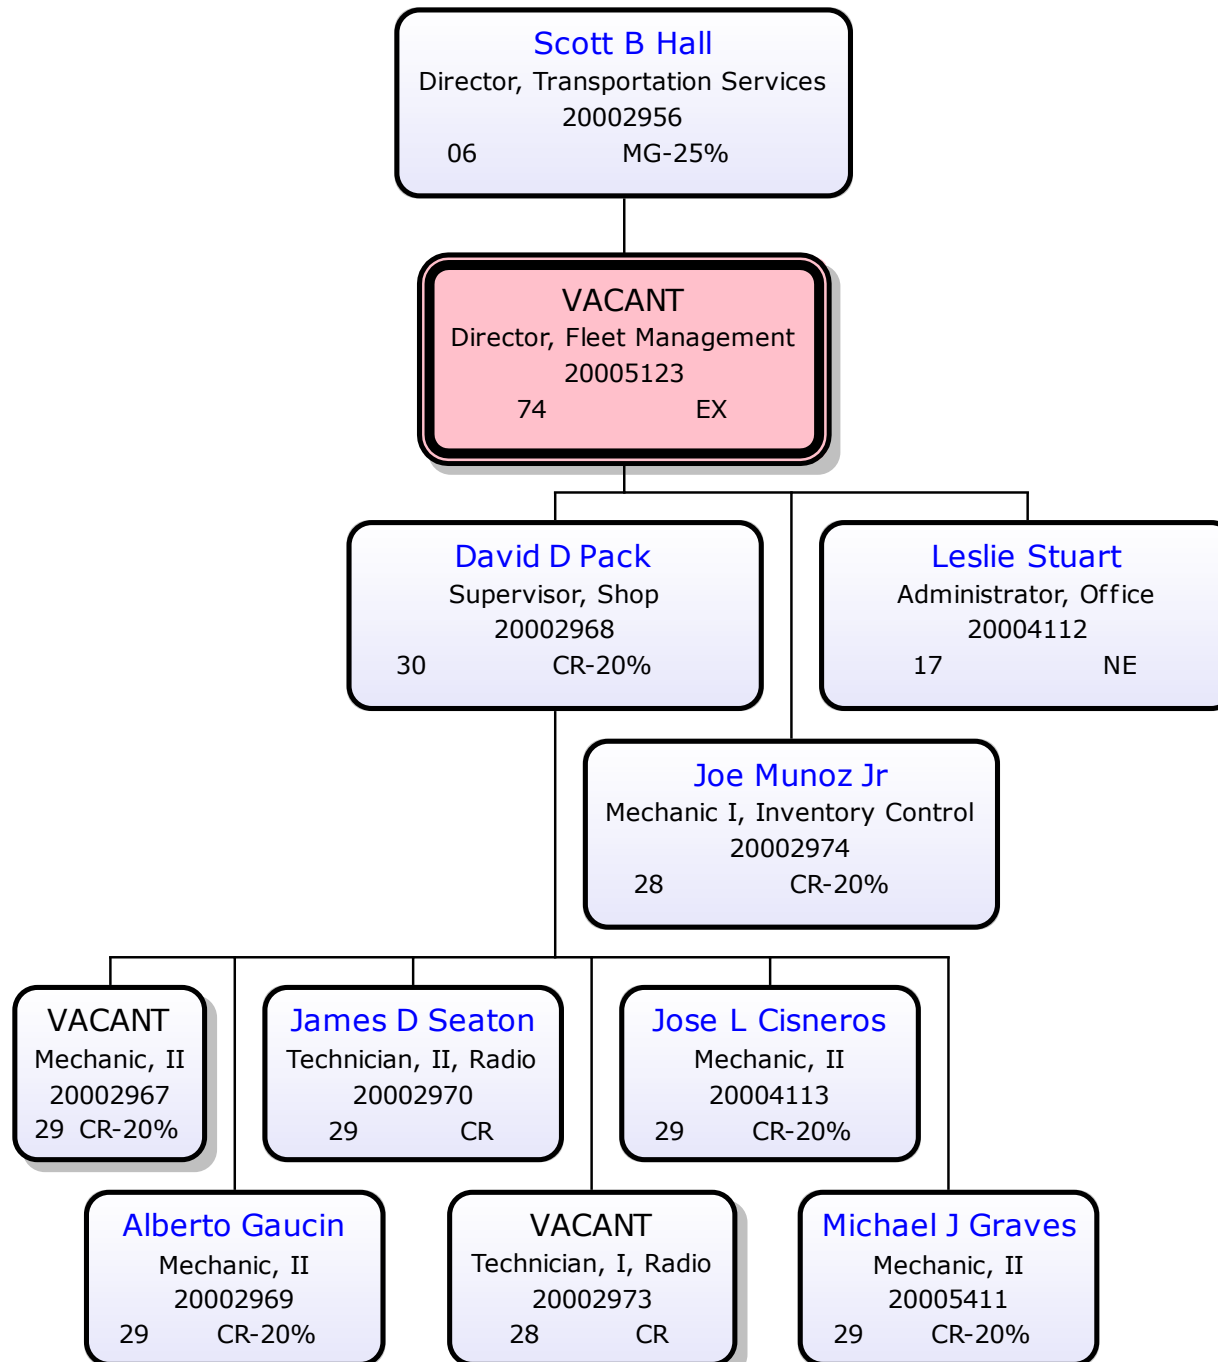 Scott B Hall
Director, Transportation Services
20002956
06 MG-25%
VACANT
Director, Fleet Management
20005123
74 EX
David D Pack
Supervisor, Shop
20002968
30 CR-20%
Leslie Stuart
Administrator, Office
20004112
17 NE
Joe Munoz Jr
Mechanic I, Inventory Control
20002974
28 CR-20%
VACANT
Mechanic, II
20002967
29 CR-20%
James D Seaton
Technician, II, Radio
20002970
29 CR
Jose L Cisneros
Mechanic, II
20004113
29 CR-20%
Alberto Gaucin
Mechanic, II
20002969
29 CR-20%
VACANT
Technician, I, Radio
20002973
28 CR
Michael J Graves
Mechanic, II
20005411
29 CR-20%